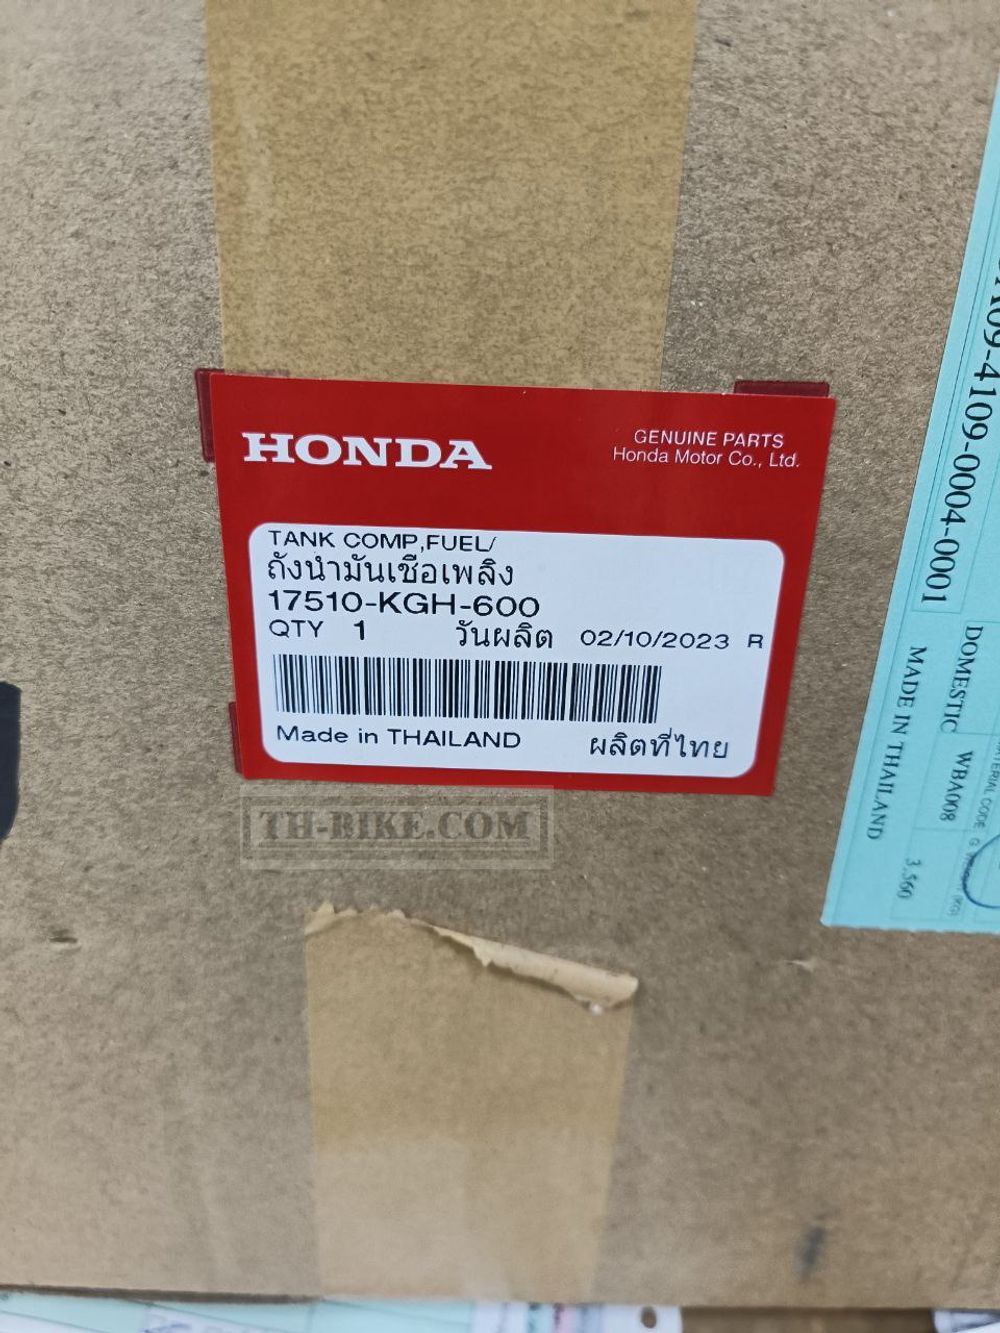 HONDA
GENUINE PARTS
Honda Motor Co., Ltd.
TANK COMP,FUEL/
ถังน้ำมันเชื้อเพลิง
17510-KGH-600
QTY 1 วันผลิต 02/10/2023 R
Made in THAILAND ผลิตที่ไทย
TH-BIKE.COM
09-4109-0004-0001
DOMESTIC WBA008
MADE IN THAILAND 3.560
CODE G